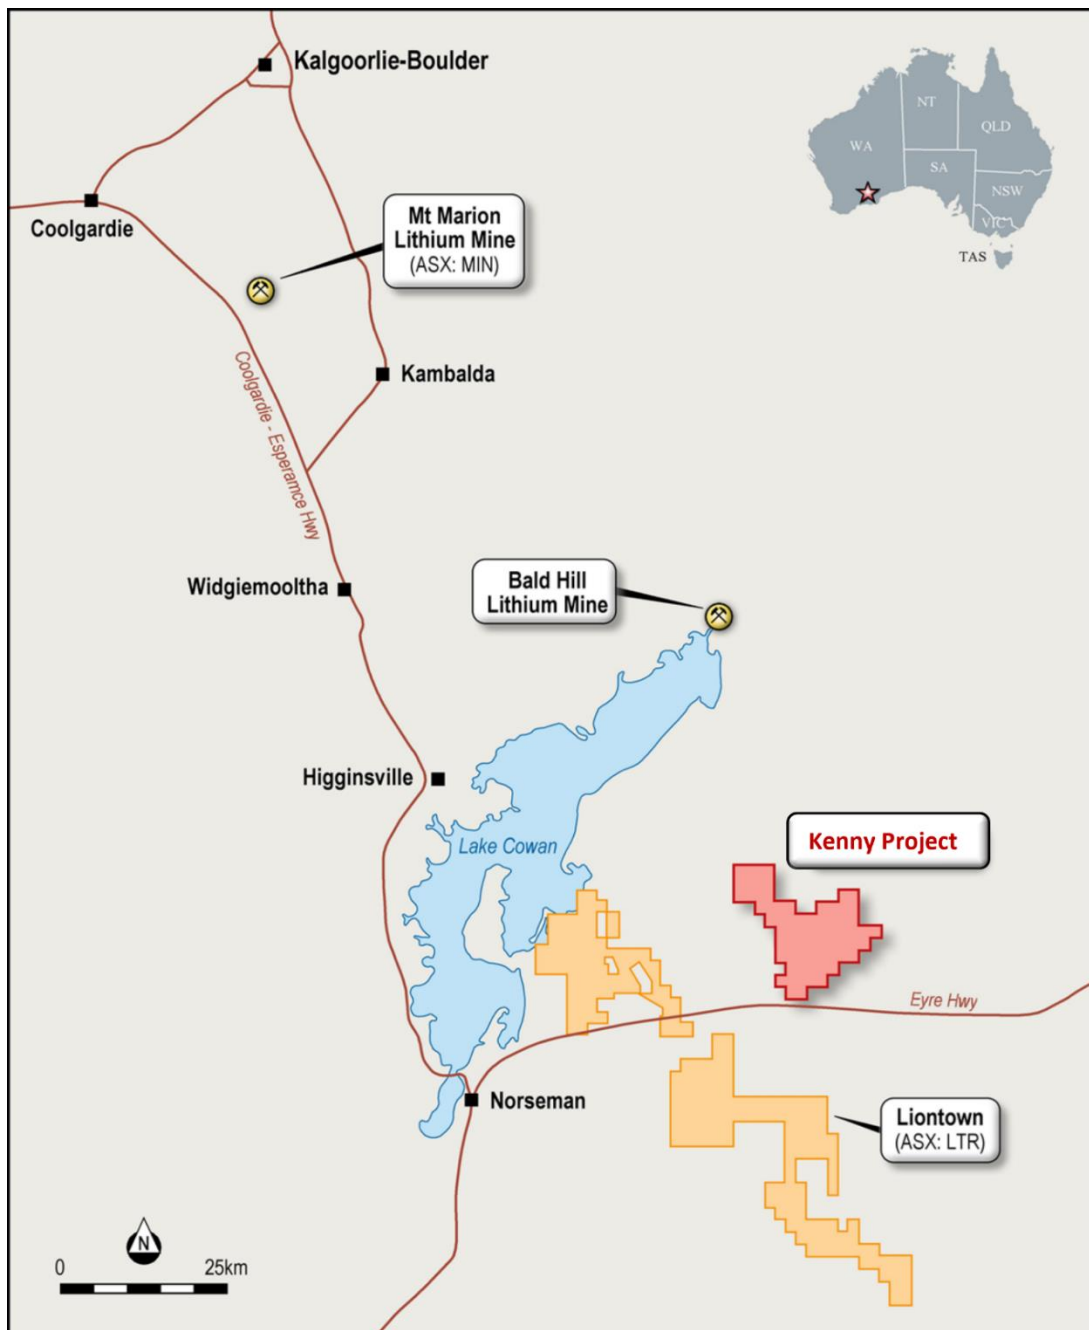 Kalgoorlie-Boulder
NT
QLD
WA
SA
NSW
VIC
TAS
Coolgardie
Mt Marion
Lithium Mine
(ASX: MIN)
Kambalda
Coolgardie - Esperamce Hwy
Widgiemooltha
Bald Hill
Lithium Mine
Higginsville
Lake Cowan
Kenny Project
Eyre Hwy
Norseman
Liontown
(ASX: LTR)
N
0 25km